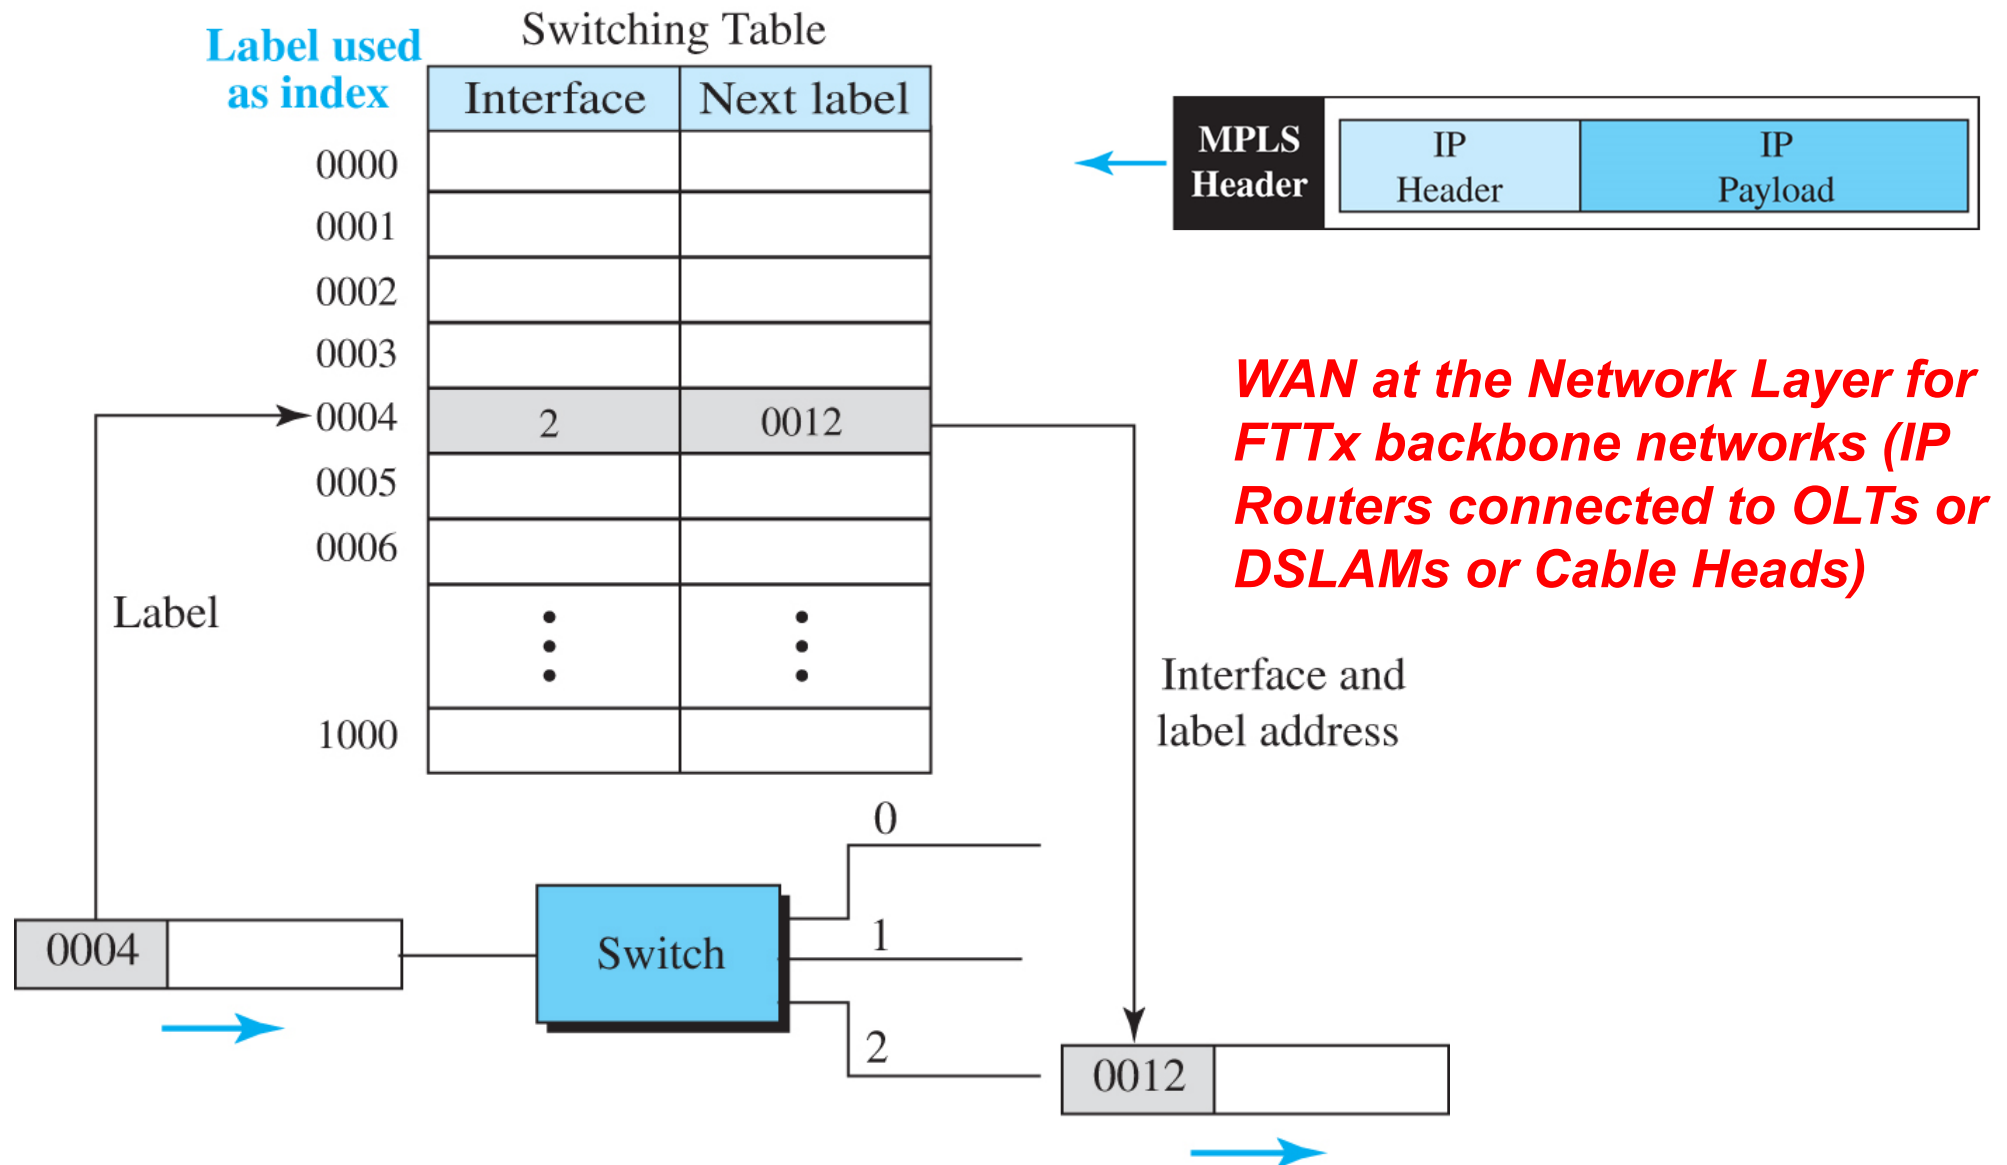 Switching Table
Label used
as index
Interface Next label
0000
0001
0002
0003
0004 2 0012
0005
0006
1000
Label
MPLS
Header
IP
Header
IP
Payload
WAN at the Network Layer for
FTTx backbone networks (IP
Routers connected to OLTs or
DSLAMs or Cable Heads)
Interface and
label address
0004
Switch
0
1
2
0012